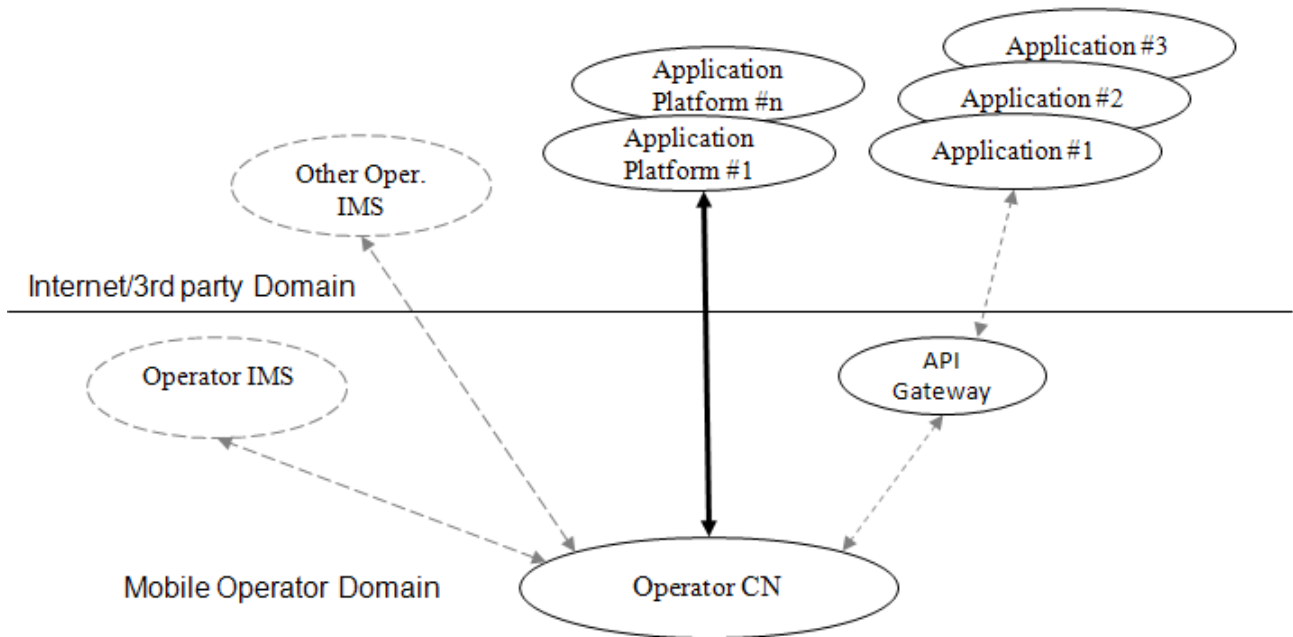 Application #3
Application
Platform #n
Application #2
Application
Platform #1
Application #1
Other Oper.
IMS
Internet/3rd party Domain
Operator IMS
API
Gateway
Mobile Operator Domain
Operator CN